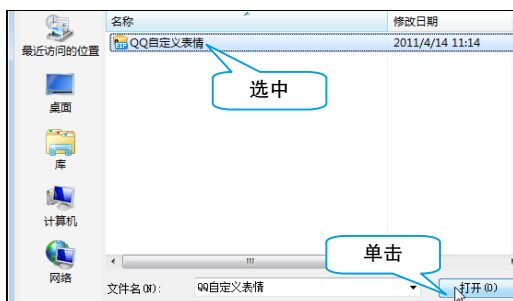 名称 修改日期
最近访问的位置
QQ自定义表情 2011/4/14 11:14
选中
桌面
库
计算机
单击
网络
文件名(N): QQ自定义表情 打开(O)